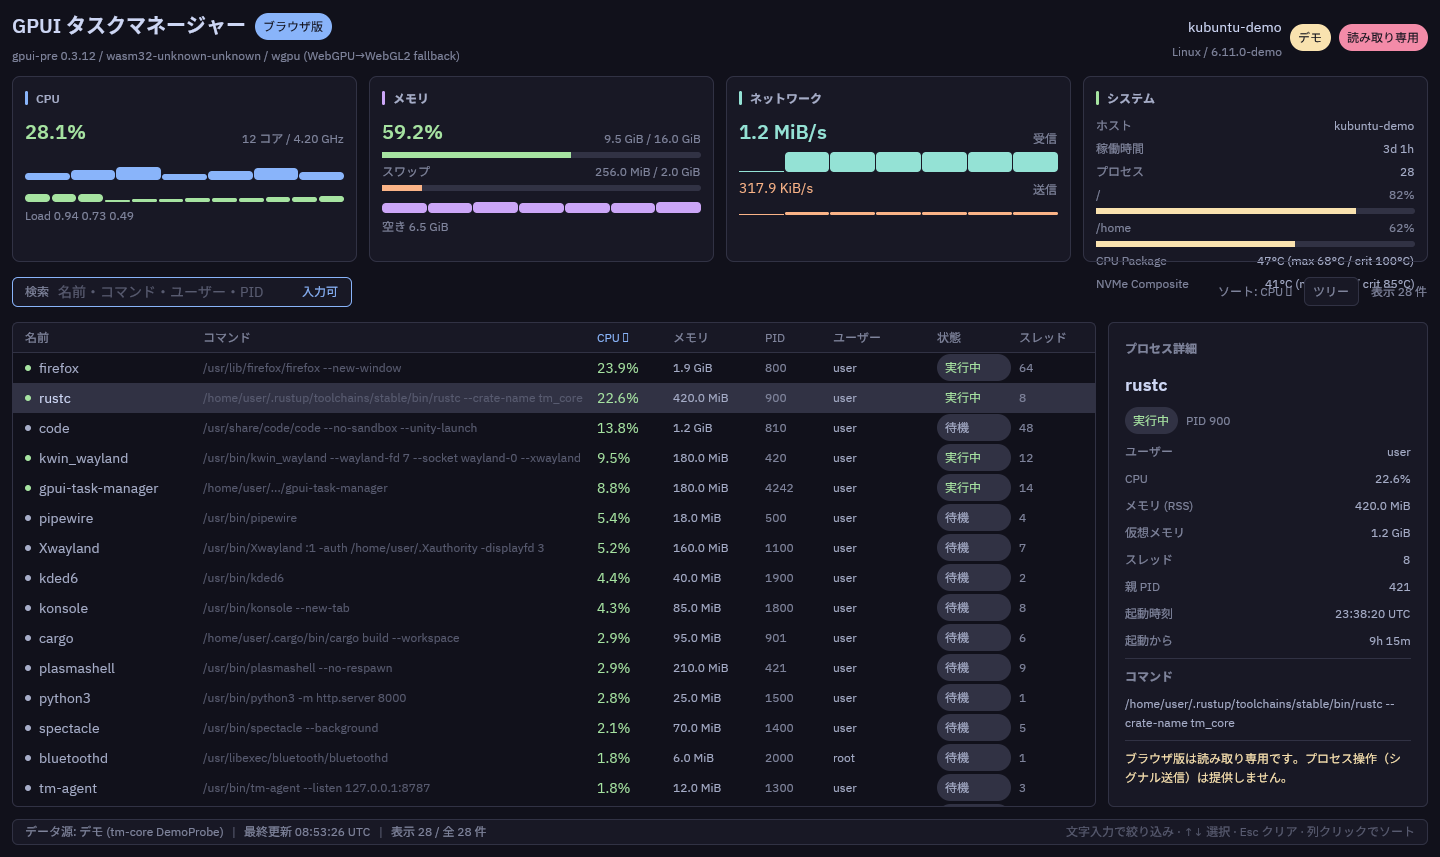 GPUI タスクマネージャー ブラウザ版
gpui-pre 0.3.12 / wasm32-unknown-unknown / wgpu (WebGPU→WebGL2 fallback)
kubuntu-demo
Linux / 6.11.0-demo
デモ 読み取り専用
CPU
28.1% 12 コア / 4.20 GHz
Load 0.94 0.73 0.49
メモリ
59.2% 9.5 GiB / 16.0 GiB
スワップ 256.0 MiB / 2.0 GiB
空き 6.5 GiB
ネットワーク
1.2 MiB/s 受信
317.9 KiB/s 送信
システム
ホスト kubuntu-demo
稼働時間 3d 1h
プロセス 28
/ 82%
/home 62%
CPU Package 47°C (max 68°C / crit 100°C)
NVMe Composite 41°C ( crit 85°C)
検索 名前・コマンド・ユーザー・PID 入力可
ソート: CPU ツリー 表示 28 件
名前 コマンド CPU メモリ PID ユーザー 状態 スレッド
firefox /usr/lib/firefox/firefox --new-window 23.9% 1.9 GiB 800 user 実行中 64
rustc /home/user/.rustup/toolchains/stable/bin/rustc --crate-name tm_core 22.6% 420.0 MiB 900 user 実行中 8
code /usr/share/code/code --no-sandbox --unity-launch 13.8% 1.2 GiB 810 user 待機 48
kwin_wayland /usr/bin/kwin_wayland --wayland-fd 7 --socket wayland-0 --xwayland 9.5% 180.0 MiB 420 user 実行中 12
gpui-task-manager /home/user/.../gpui-task-manager 8.8% 180.0 MiB 4242 user 実行中 14
pipewire /usr/bin/pipewire 5.4% 18.0 MiB 500 user 待機 4
Xwayland /usr/bin/Xwayland :1 -auth /home/user/.Xauthority -displayfd 3 5.2% 160.0 MiB 1100 user 待機 7
kded6 /usr/bin/kded6 4.4% 40.0 MiB 1900 user 待機 2
konsole /usr/bin/konsole --new-tab 4.3% 85.0 MiB 1800 user 待機 8
cargo /home/user/.cargo/bin/cargo build --workspace 2.9% 95.0 MiB 901 user 待機 6
plasmashell /usr/bin/plasmashell --no-respawn 2.9% 210.0 MiB 421 user 待機 9
python3 /usr/bin/python3 -m http.server 8000 2.8% 25.0 MiB 1500 user 待機 1
spectacle /usr/bin/spectacle --background 2.1% 70.0 MiB 1400 user 待機 5
bluetoothd /usr/libexec/bluetooth/bluetoothd 1.8% 6.0 MiB 2000 root 待機 1
tm-agent /usr/bin/tm-agent --listen 127.0.0.1:8787 1.8% 12.0 MiB 1300 user 待機 3
プロセス詳細
rustc
実行中 PID 900
ユーザー user
CPU 22.6%
メモリ (RSS) 420.0 MiB
仮想メモリ 1.2 GiB
スレッド 8
親 PID 421
起動時刻 23:38:20 UTC
起動から 9h 15m
コマンド
/home/user/.rustup/toolchains/stable/bin/rustc --
crate-name tm_core
ブラウザ版は読み取り専用です。プロセス操作（シ
グナル送信）は提供しません。
データ源: デモ (tm-core DemoProbe) | 最終更新 08:53:26 UTC | 表示 28 / 全 28 件
文字入力で絞り込み · ↑↓ 選択 · Esc クリア · 列クリックでソート